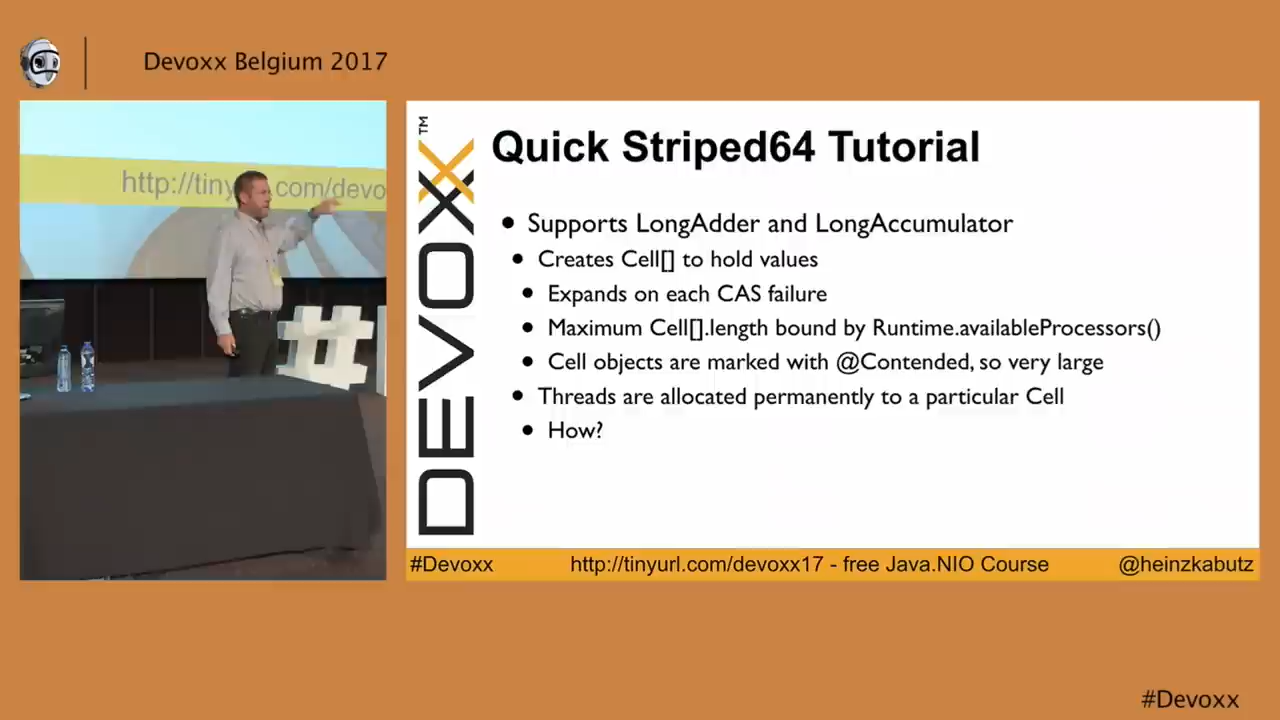 Devoxx Belgium 2017
http://tiny
.com/devo
#
DEVOXX™
Quick Striped64 Tutorial
• Supports LongAdder and LongAccumulator
• Creates Cell[] to hold values
• Expands on each CAS failure
• Maximum Cell[].length bound by Runtime.availableProcessors()
• Cell objects are marked with @Contended, so very large
• Threads are allocated permanently to a particular Cell
• How?
#Devoxx http://tinyurl.com/devoxx17 - free Java.NIO Course @heinzkabutz
#Devoxx